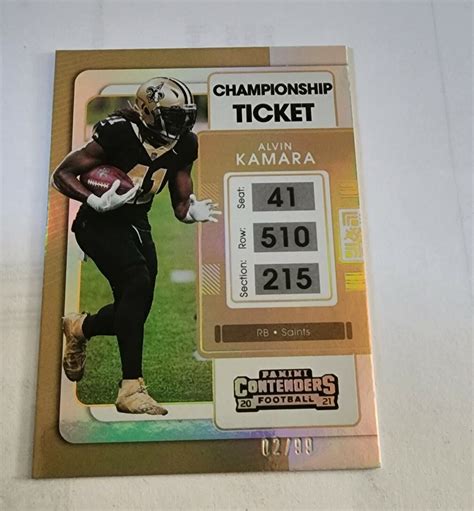 CHAMPIONSHIP
TICKET
ALVIN
KAMARA
Seat: 41
Row: 510
Section: 215
RB • Saints
PANINI
CONTENDERS
20 FOOTBALL 21
02/99
41